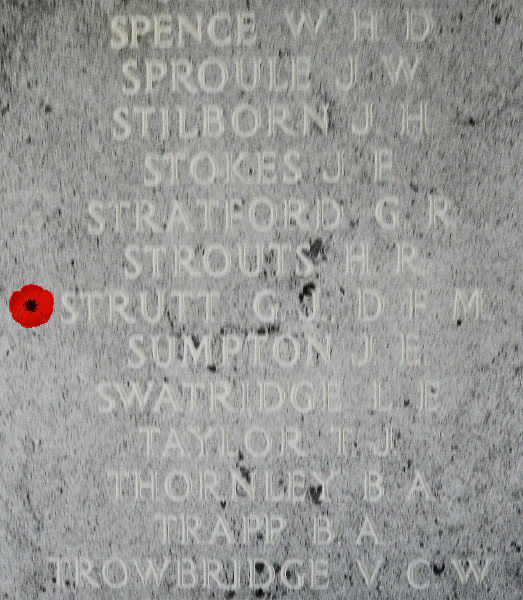 SPENCE W. H. D
SPROULE J. W
STILBORN J. H
STOKES J. F.
STRATFORD G. R
STROUTS H. R.
STRUTT G. J. D. F. M
SUMPTON J. E.
SWATRIDGE L. E
TAYLOR T. J.
THORNLEY B. A
TRAPP B. A
TROWBRIDGE V. C. W